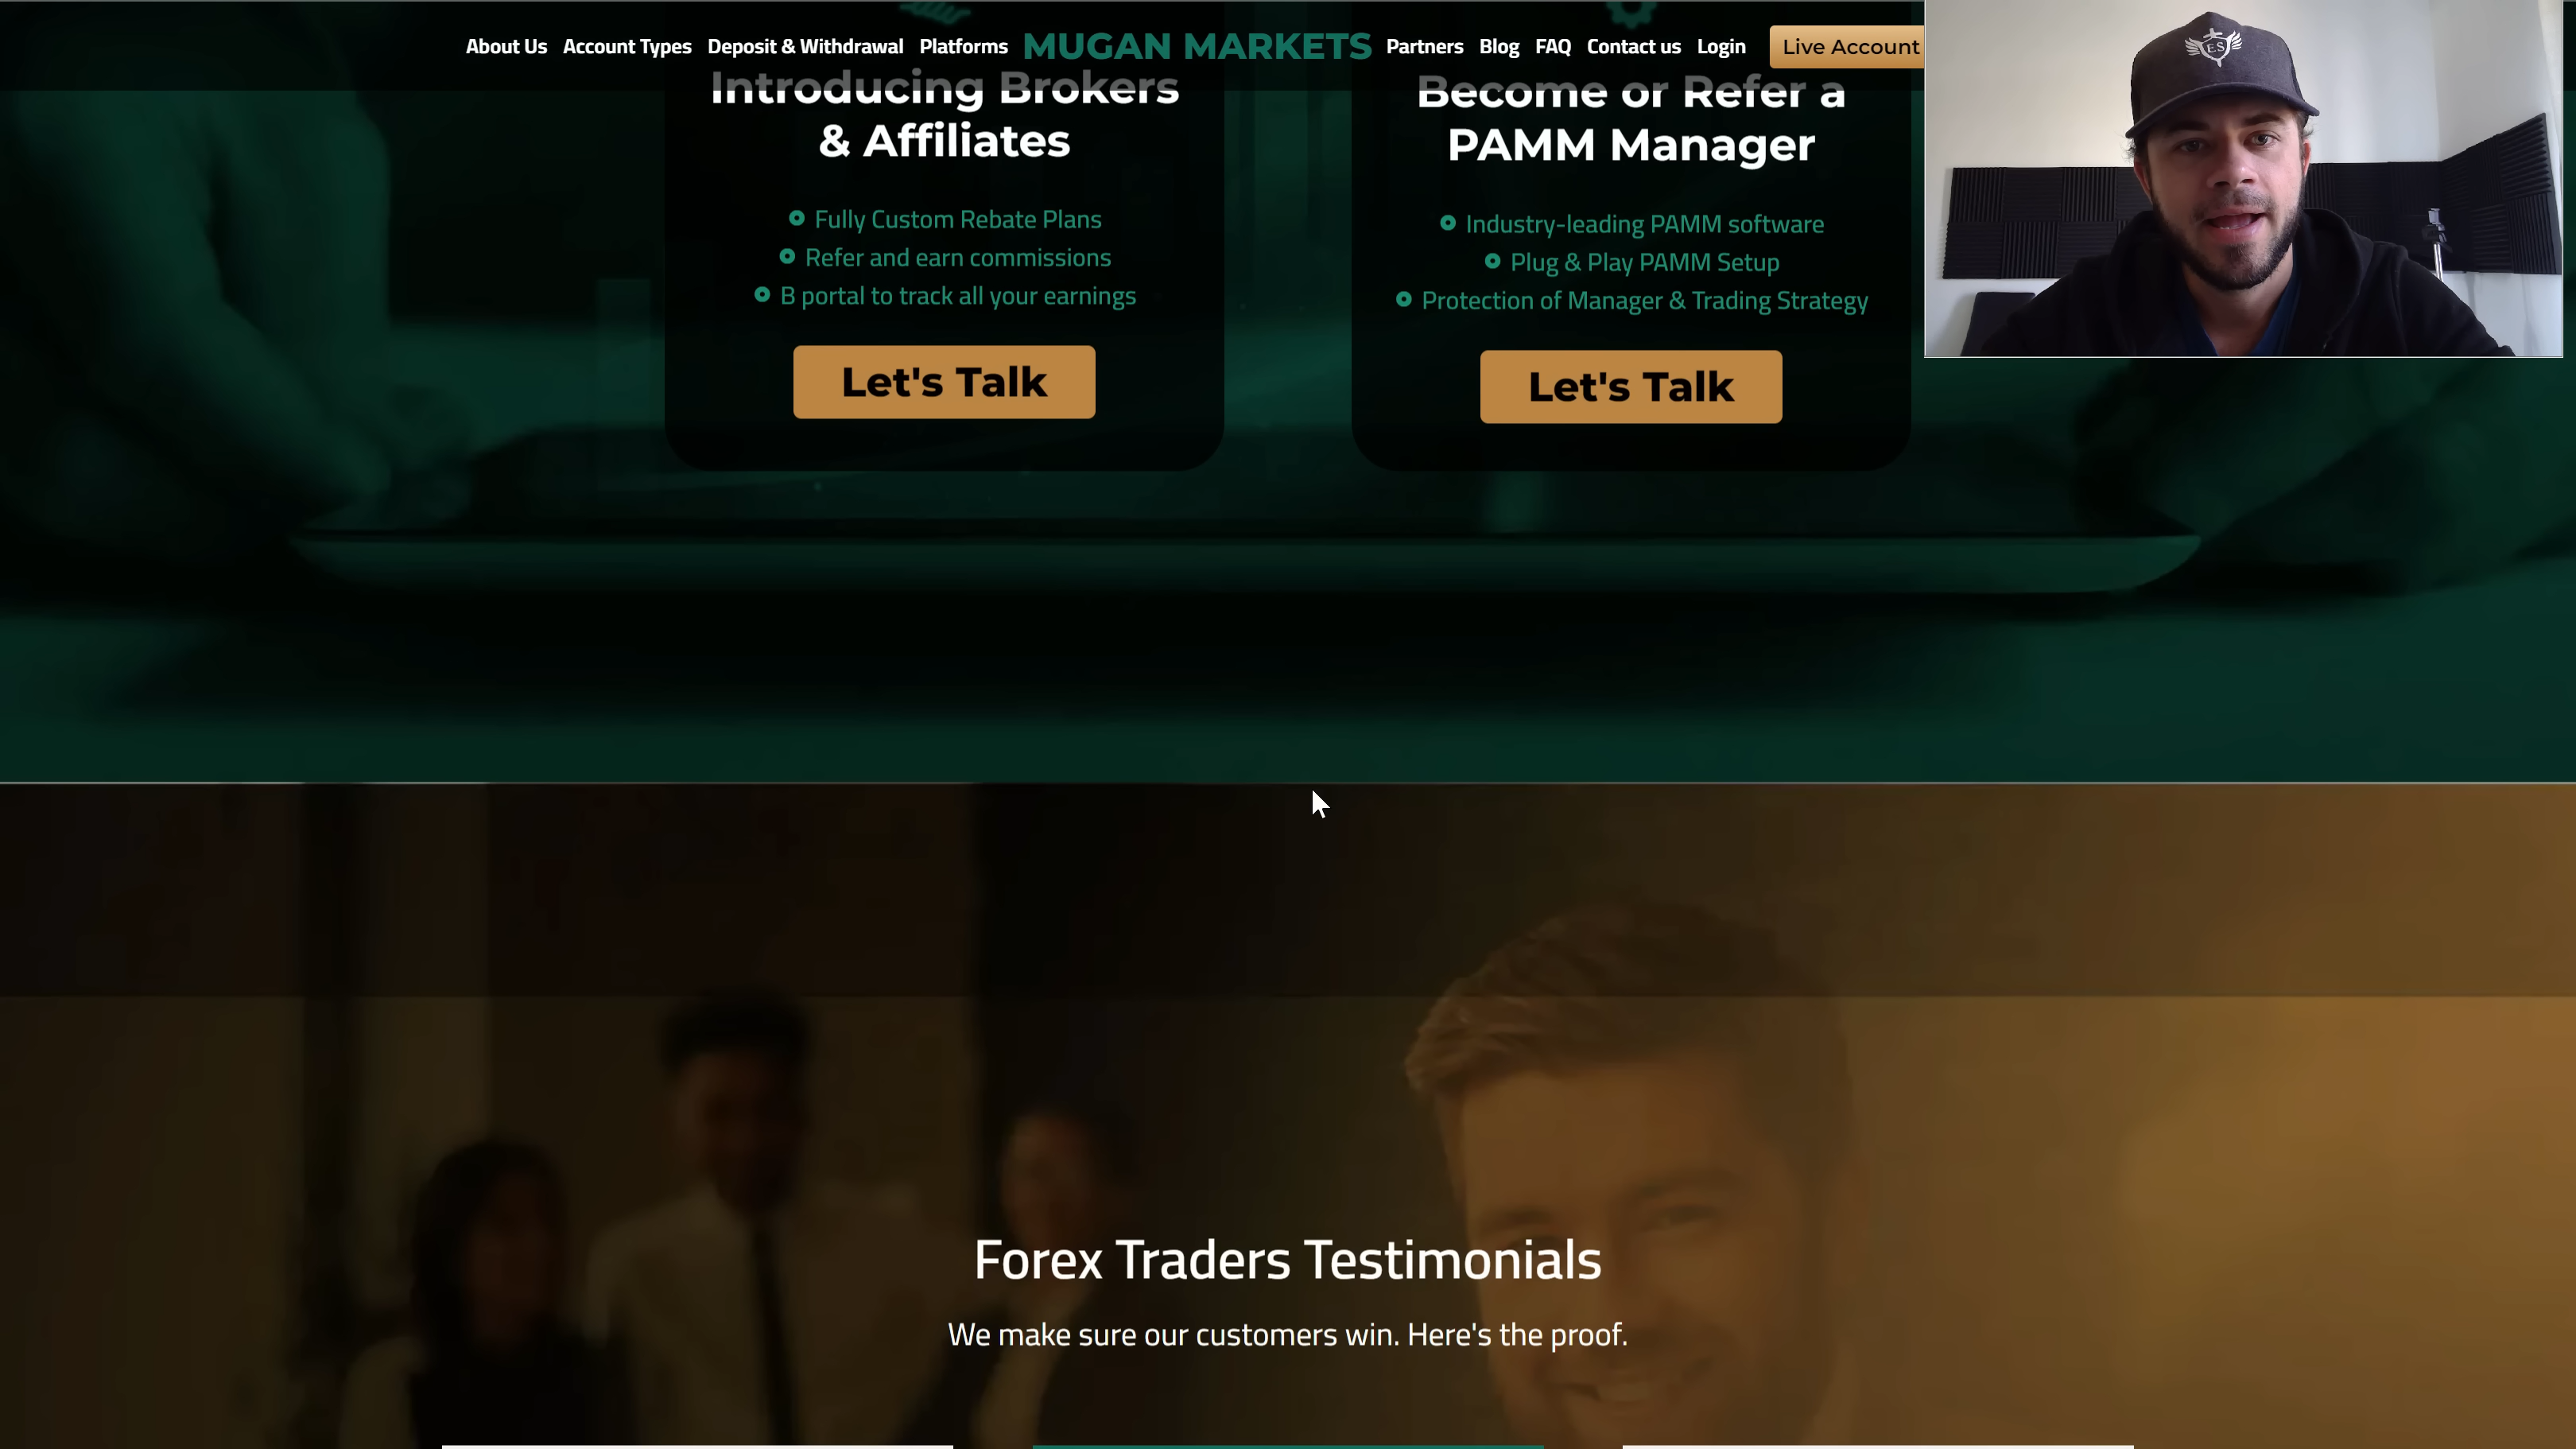 About Us Account Types Deposit & Withdrawal Platforms MUGAN MARKETS Partners Blog FAQ Contact us Login Live Account
ES
Introducing Brokers
& Affiliates
Fully Custom Rebate Plans
Refer and earn commissions
B portal to track all your earnings
Let's Talk
Become or Refer a
PAMM Manager
Industry-leading PAMM software
Plug & Play PAMM Setup
Protection of Manager & Trading Strategy
Let's Talk
Forex Traders Testimonials
We make sure our customers win. Here's the proof.